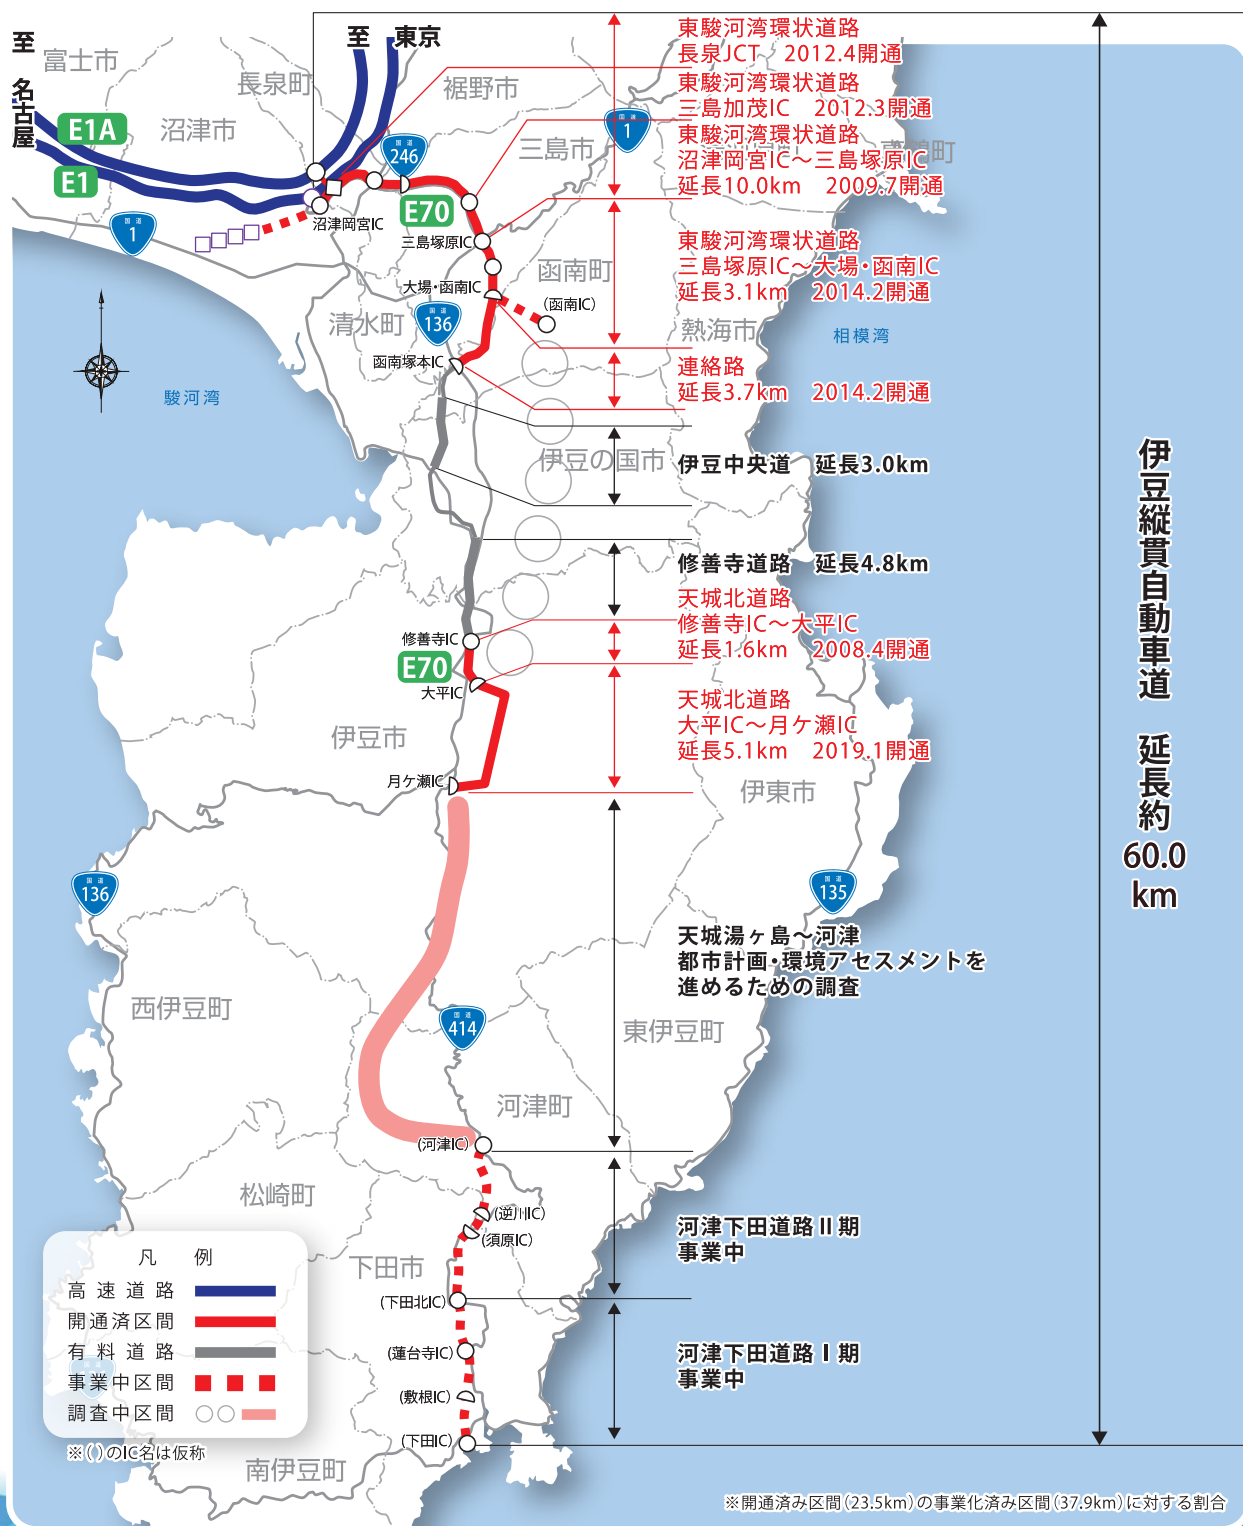 至 名古屋
富士市
至 東京
長泉町
裾野市
沼津市
E1A
E1
国道
246
三島市
国道
1
E70
国道
1
沼津岡宮IC
三島塚原IC
大場・函南IC
函南町
(函南IC)
清水町
国道
136
熱海市
相模湾
函南塚本IC
駿河湾
伊豆の国市
修善寺IC
E70
大平IC
伊豆市
月ケ瀬IC
伊東市
国道
136
国道
135
西伊豆町
国道
414
東伊豆町
河津町
(河津IC)
松崎町
(逆川IC)
(須原IC)
下田市
(下田北IC)
(蓮台寺IC)
(敷根IC)
(下田IC)
南伊豆町
東駿河湾環状道路
長泉JCT 2012.4開通
東駿河湾環状道路
三島加茂IC 2012.3開通
東駿河湾環状道路
沼津岡宮IC～三島塚原IC
延長10.0km 2009.7開通
東駿河湾環状道路
三島塚原IC～大場・函南IC
延長3.1km 2014.2開通
連絡路
延長3.7km 2014.2開通
伊豆中央道 延長3.0km
修善寺道路 延長4.8km
天城北道路
修善寺IC～大平IC
延長1.6km 2008.4開通
天城北道路
大平IC～月ケ瀬IC
延長5.1km 2019.1開通
天城湯ヶ島～河津
都市計画・環境アセスメントを
進めるための調査
河津下田道路Ⅱ期
事業中
河津下田道路Ⅰ期
事業中
伊豆縦貫自動車道 延長約
60.0
km
凡例
高速道路
開通済区間
有料道路
事業中区間
調査中区間
※( )のIC名は仮称
※開通済み区間(23.5km)の事業化済み区間(37.9km)に対する割合